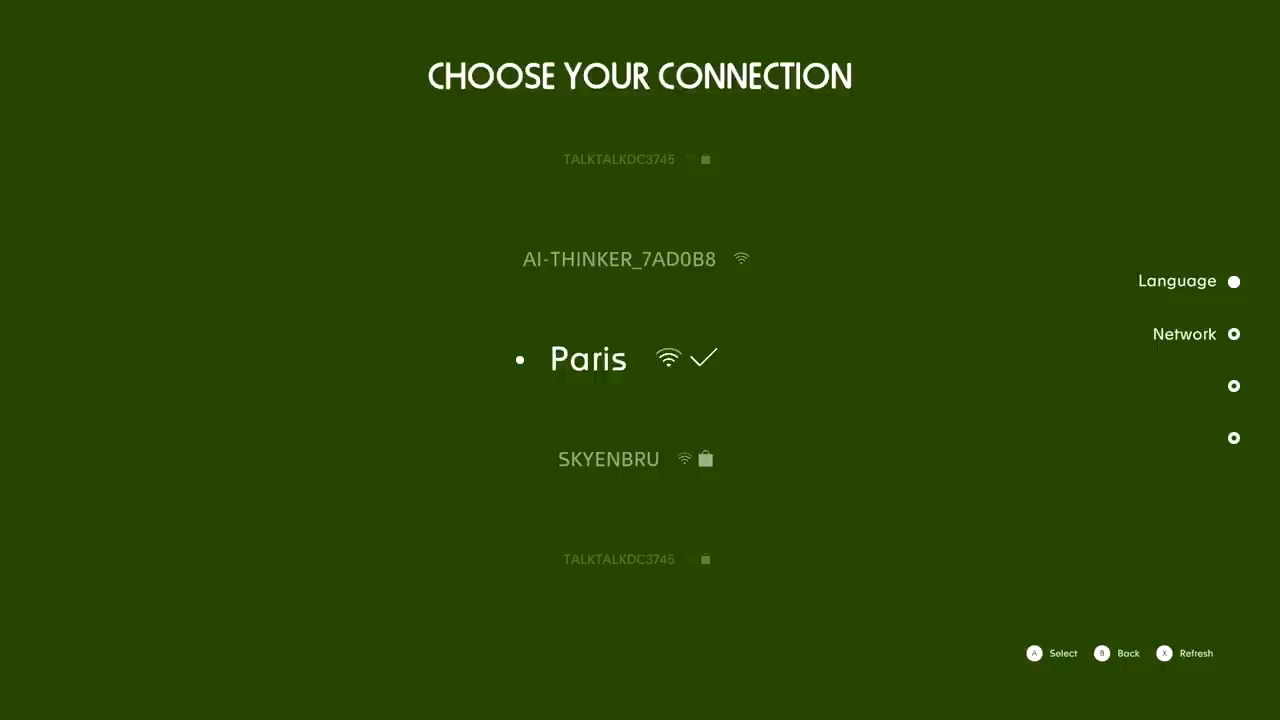 CHOOSE YOUR CONNECTION
TALKTALKDC3745
AI-THINKER_7AD0B8
Language
Network
Paris
SKYENBRU
TALKTALKDC3745
A Select B Back X Refresh